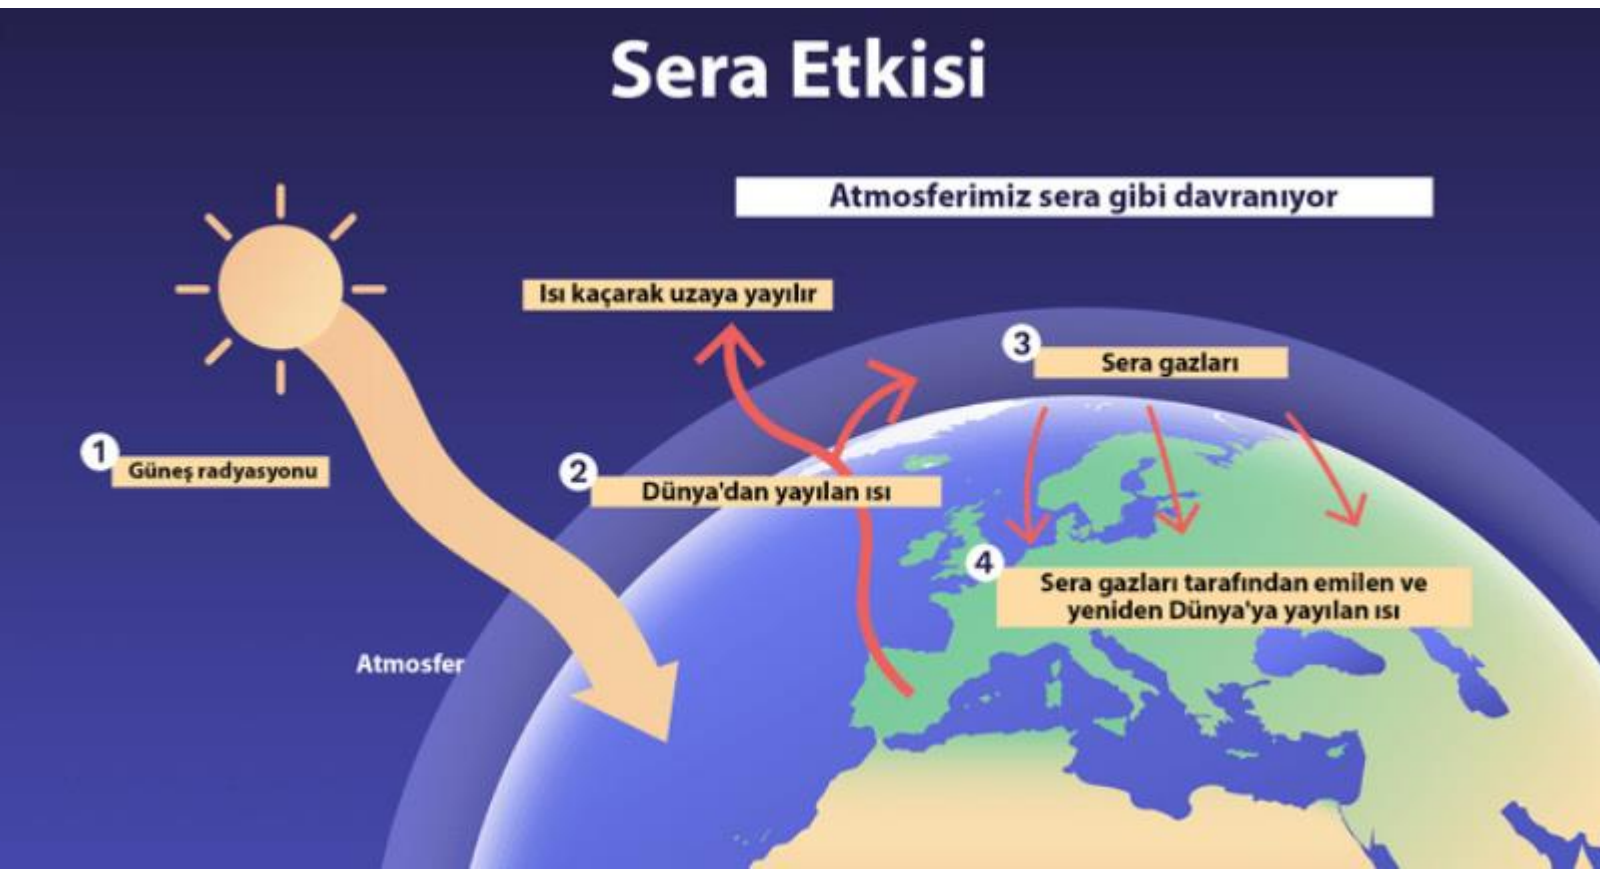 Sera Etkisi
Atmosferimiz sera gibi davranıyor
Isı kaçarak uzaya yayılır
1
Güneş radyasyonu
2
Dünya'dan yayılan ısı
3
Sera gazları
4
Sera gazları tarafından emilen ve
yeniden Dünya'ya yayılan ısı
Atmosfer